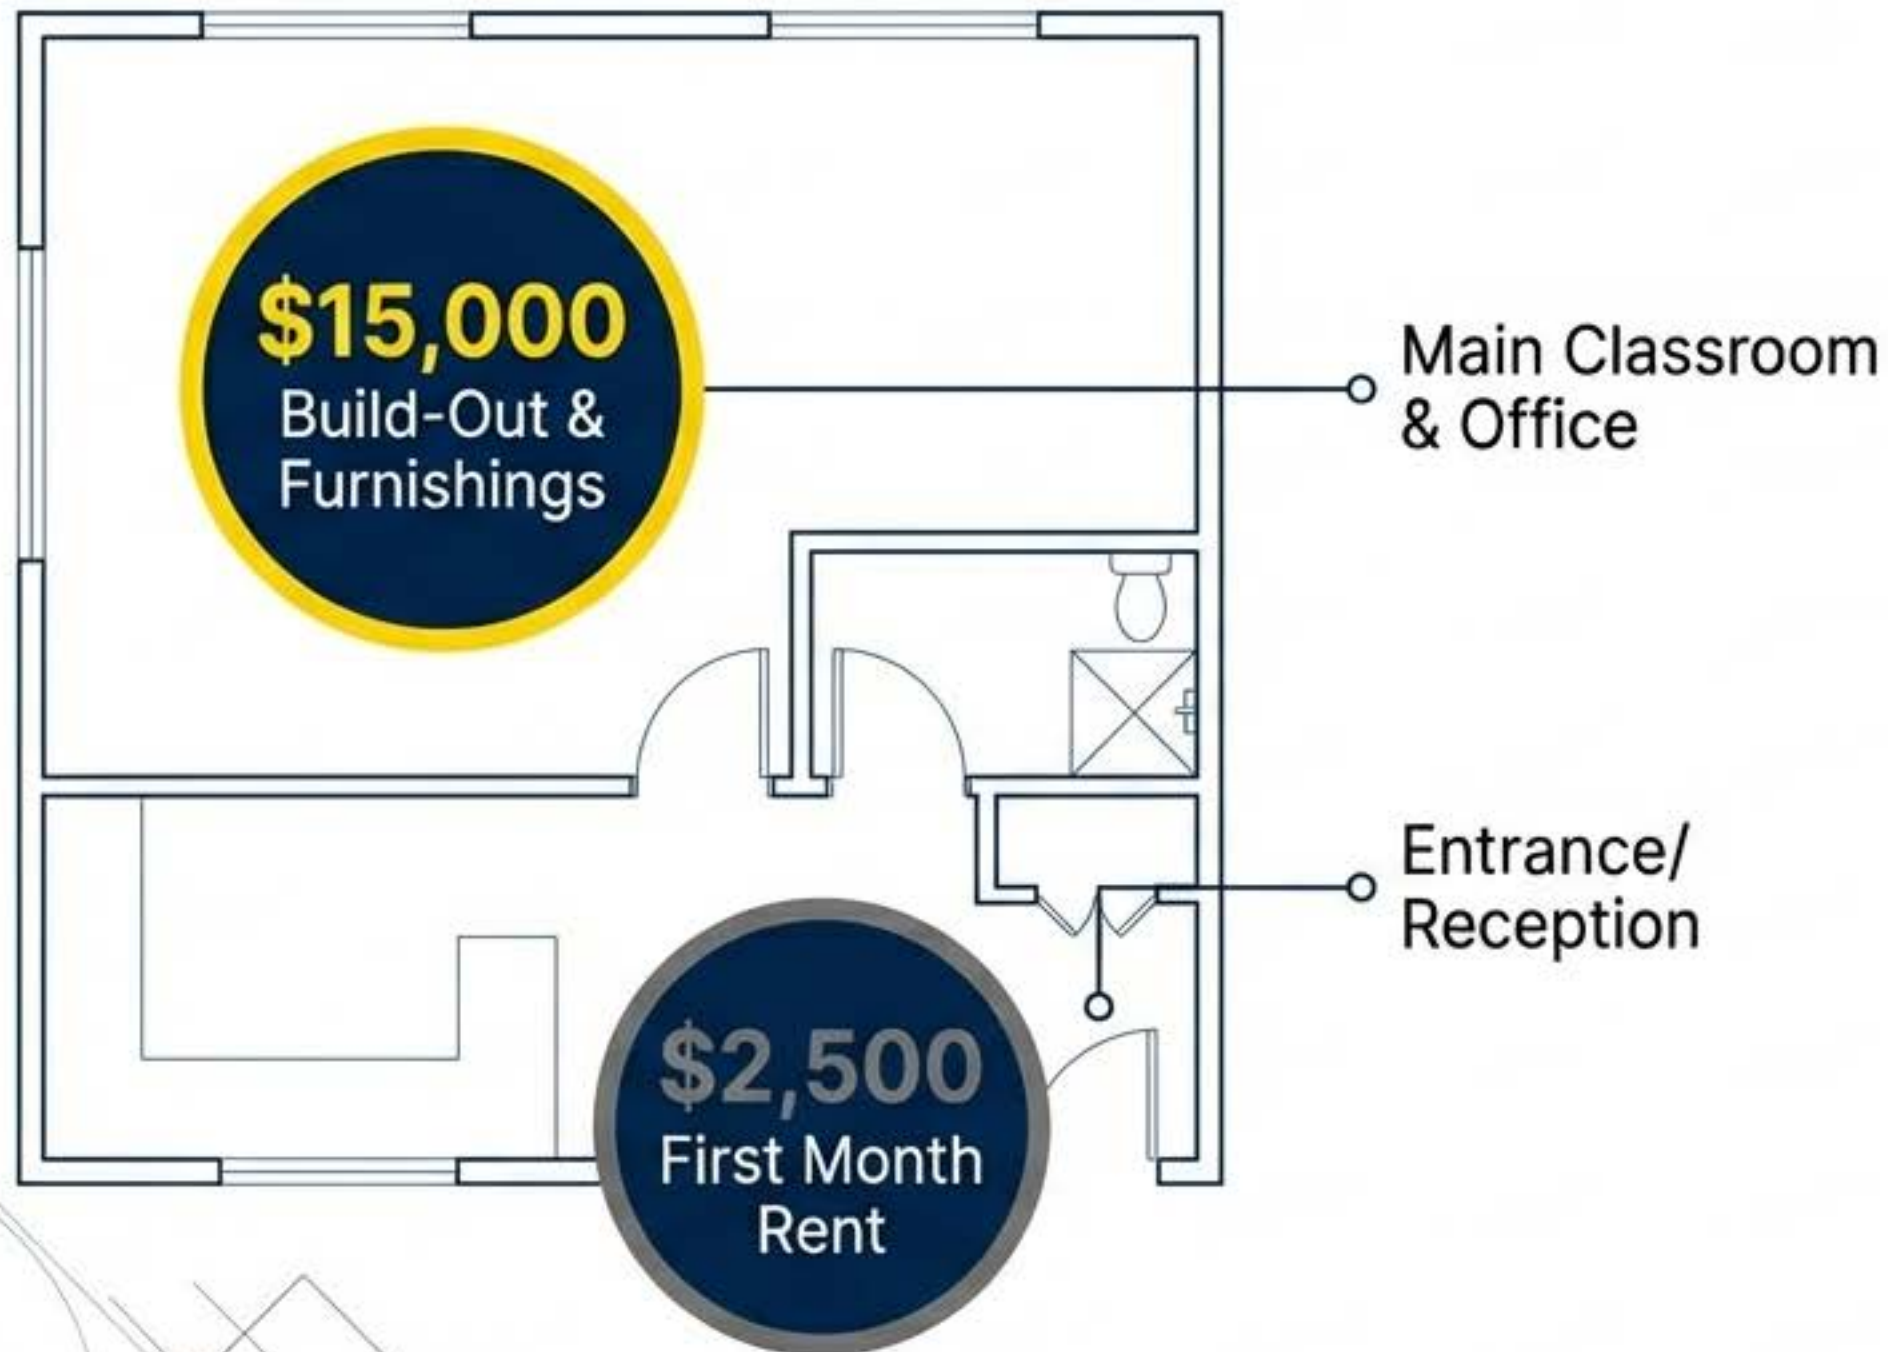 $15,000
Build-Out &
Furnishings
Main Classroom
& Office
Entrance/
Reception
$2,500
First Month
Rent